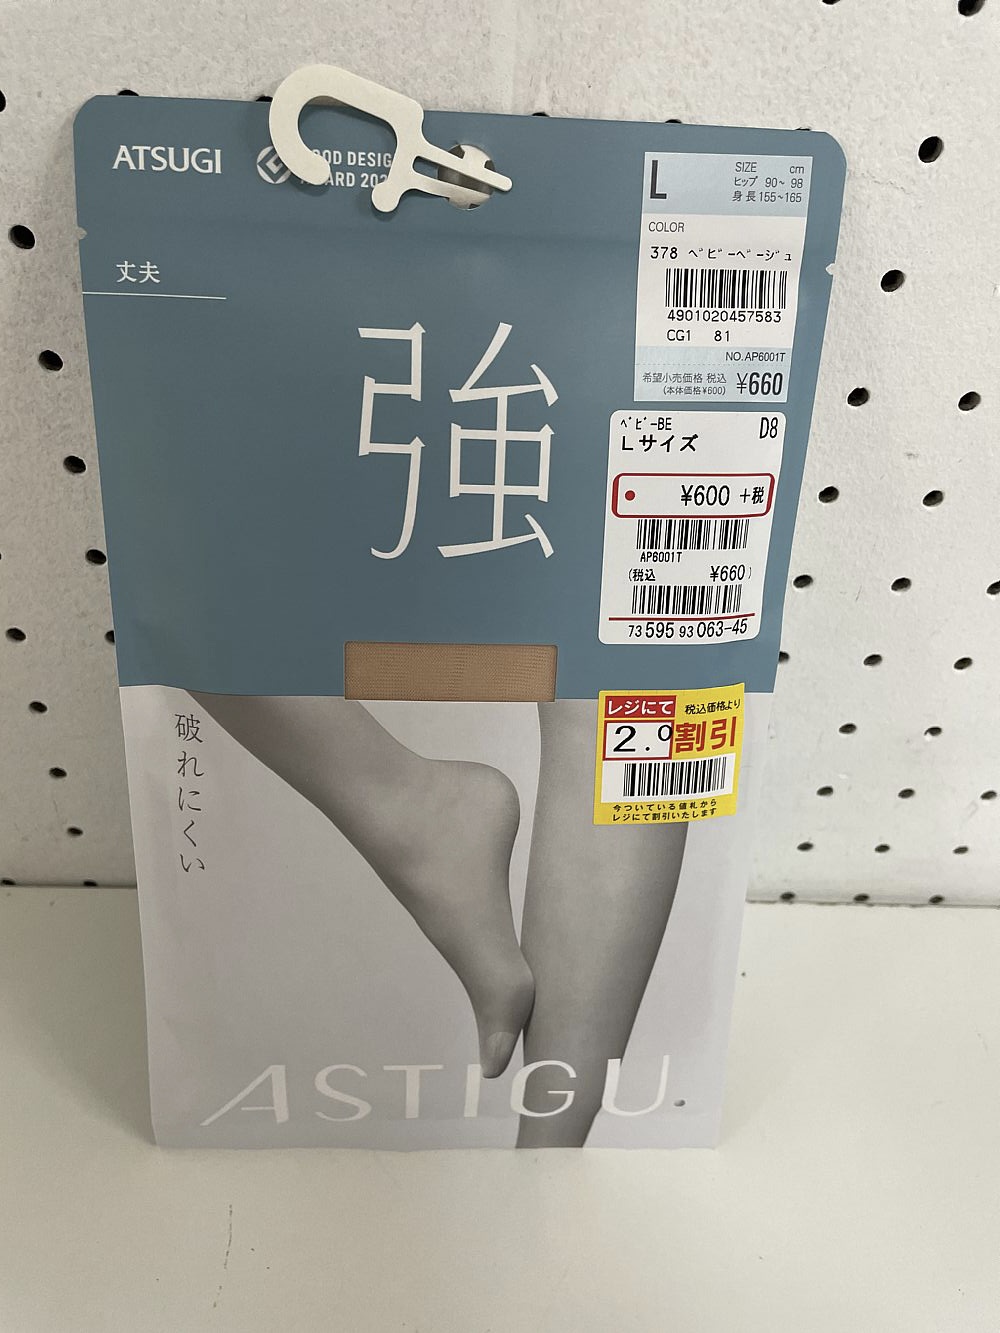 ATSUGI
丈夫
強
破れにくい
ASTIGU.
L
SIZE cm
ヒップ 90~ 98
身長 155~165
COLOR
378 ベビーベージュ
4901020457583
CG1 81
NO.AP6001T
希望小売価格 税込 ¥660
(本体価格¥600)
ベビーBE D8
Lサイズ
¥600 +税
AP6001T
(税込 ¥660)
73 595 93 063-45
レジにて 税込価格より
2.0割引
今ついている値札から
レジにて割引いたします